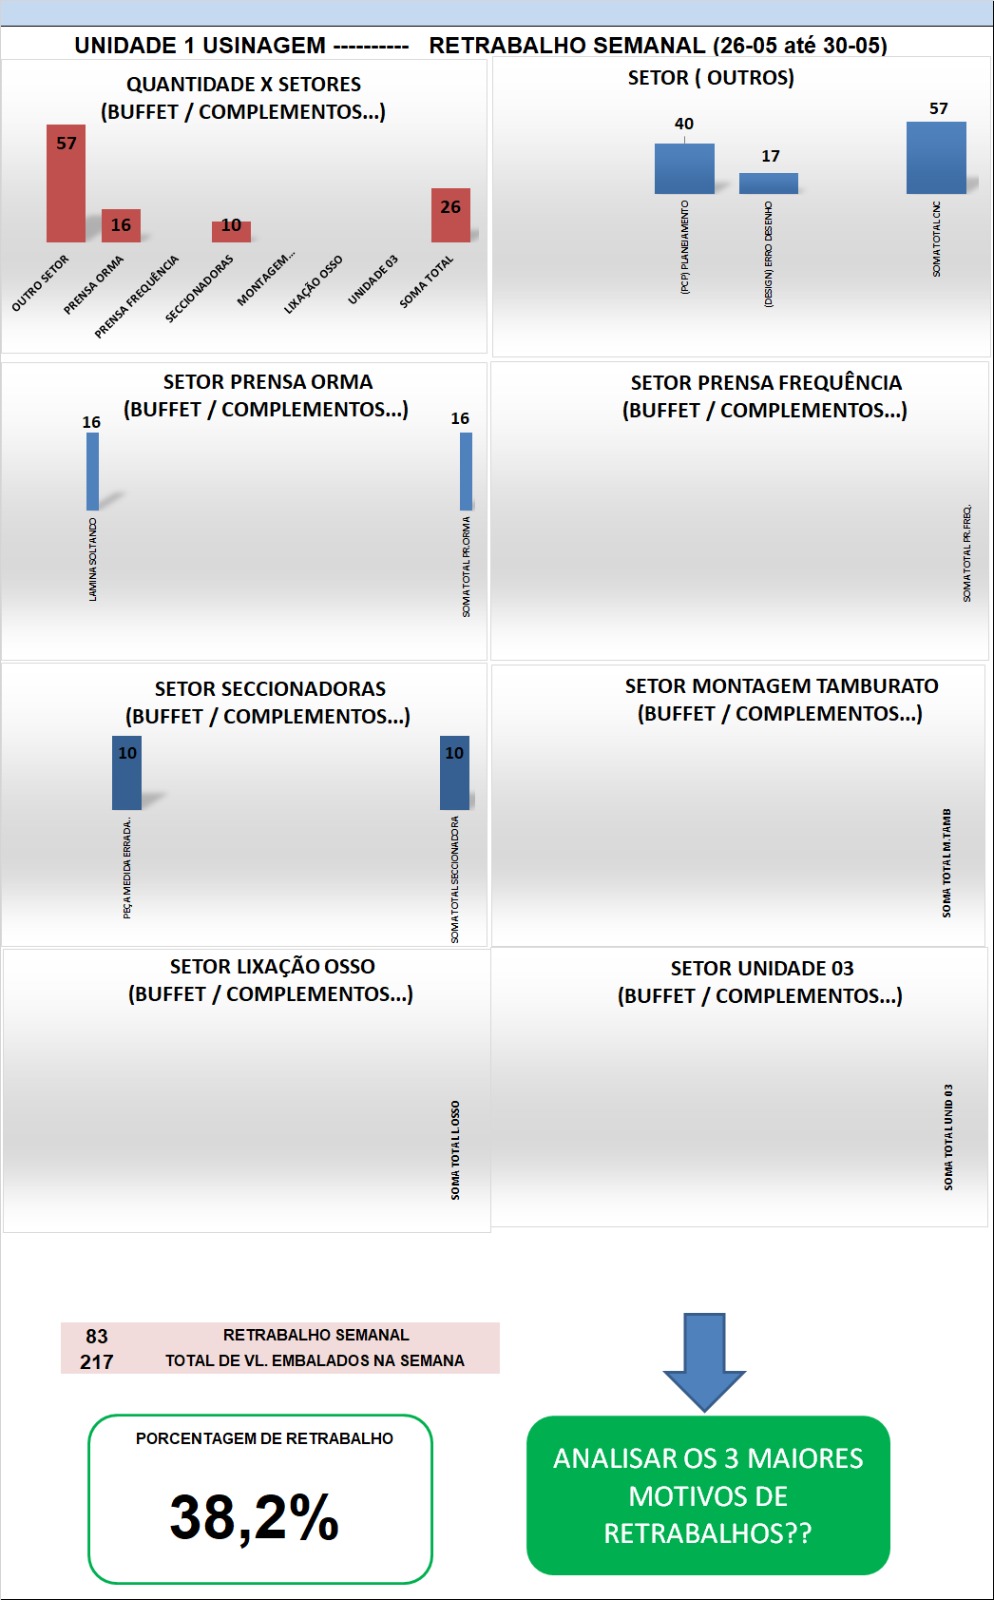 UNIDADE 1 USINAGEM ---------- RETRABALHO SEMANAL (26-05 até 30-05)
QUANTIDADE X SETORES
(BUFFET / COMPLEMENTOS...)
57
16
10
26
OUTRO SETOR
PRENSA ORMA
PRENSA FREQUÊNCIA
SECCIONADORAS
MONTAGEM...
LIXAÇÃO OSSO
UNIDADE 03
SOMA TOTAL
SETOR ( OUTROS)
40
17
57
(PCP) PLANEJAMENTO
(DESIGN) ERRO DESENHO
SOMA TOTAL CNC
SETOR PRENSA ORMA
(BUFFET / COMPLEMENTOS...)
16
16
LAMINA SOLTANDO
SOMA TOTAL PR.ORMA
SETOR PRENSA FREQUÊNCIA
(BUFFET / COMPLEMENTOS...)
SOMA TOTAL PR.FREQ.
SETOR SECCIONADORAS
(BUFFET / COMPLEMENTOS...)
10
10
PEÇA MEDIDA ERRADA..
SOMA TOTAL SECCIONADORA
SETOR MONTAGEM TAMBURATO
(BUFFET / COMPLEMENTOS...)
SOMA TOTAL M.TAMB
SETOR LIXAÇÃO OSSO
(BUFFET / COMPLEMENTOS...)
SOMA TOTAL L.OSSO
SETOR UNIDADE 03
(BUFFET / COMPLEMENTOS...)
SOMA TOTAL UNID 03
83 RETRABALHO SEMANAL
217 TOTAL DE VL. EMBALADOS NA SEMANA
PORCENTAGEM DE RETRABALHO
38,2%
ANALISAR OS 3 MAIORES
MOTIVOS DE
RETRABALHOS??